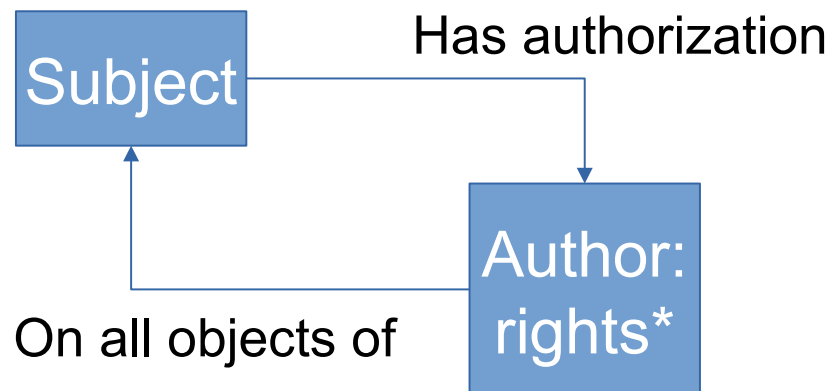 Has authorization
Subject
Author:
rights*
On all objects of